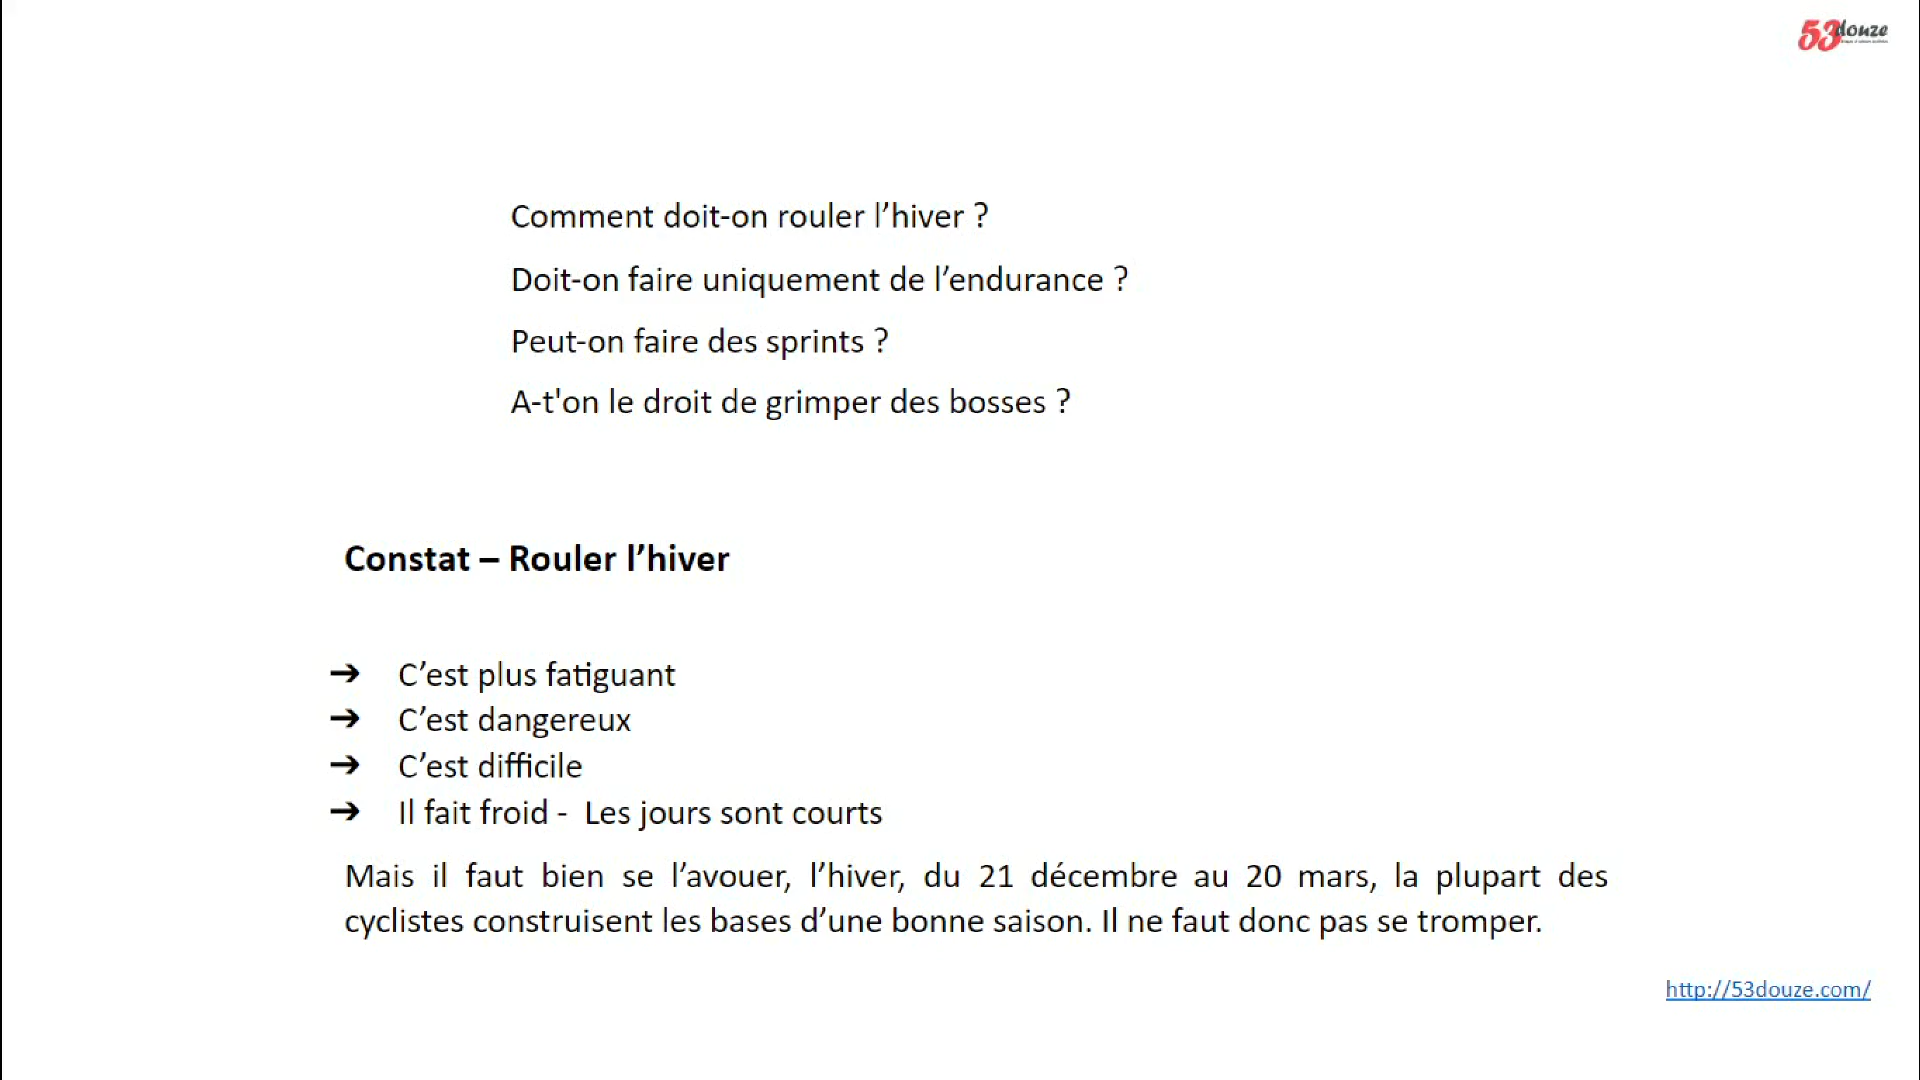 53douze
Comment doit-on rouler l’hiver ?
Doit-on faire uniquement de l’endurance ?
Peut-on faire des sprints ?
A-t'on le droit de grimper des bosses ?
Constat – Rouler l’hiver
➔ C’est plus fatiguant
➔ C’est dangereux
➔ C’est difficile
➔ Il fait froid - Les jours sont courts
Mais il faut bien se l’avouer, l’hiver, du 21 décembre au 20 mars, la plupart des
cyclistes construisent les bases d’une bonne saison. Il ne faut donc pas se tromper.
http://53douze.com/